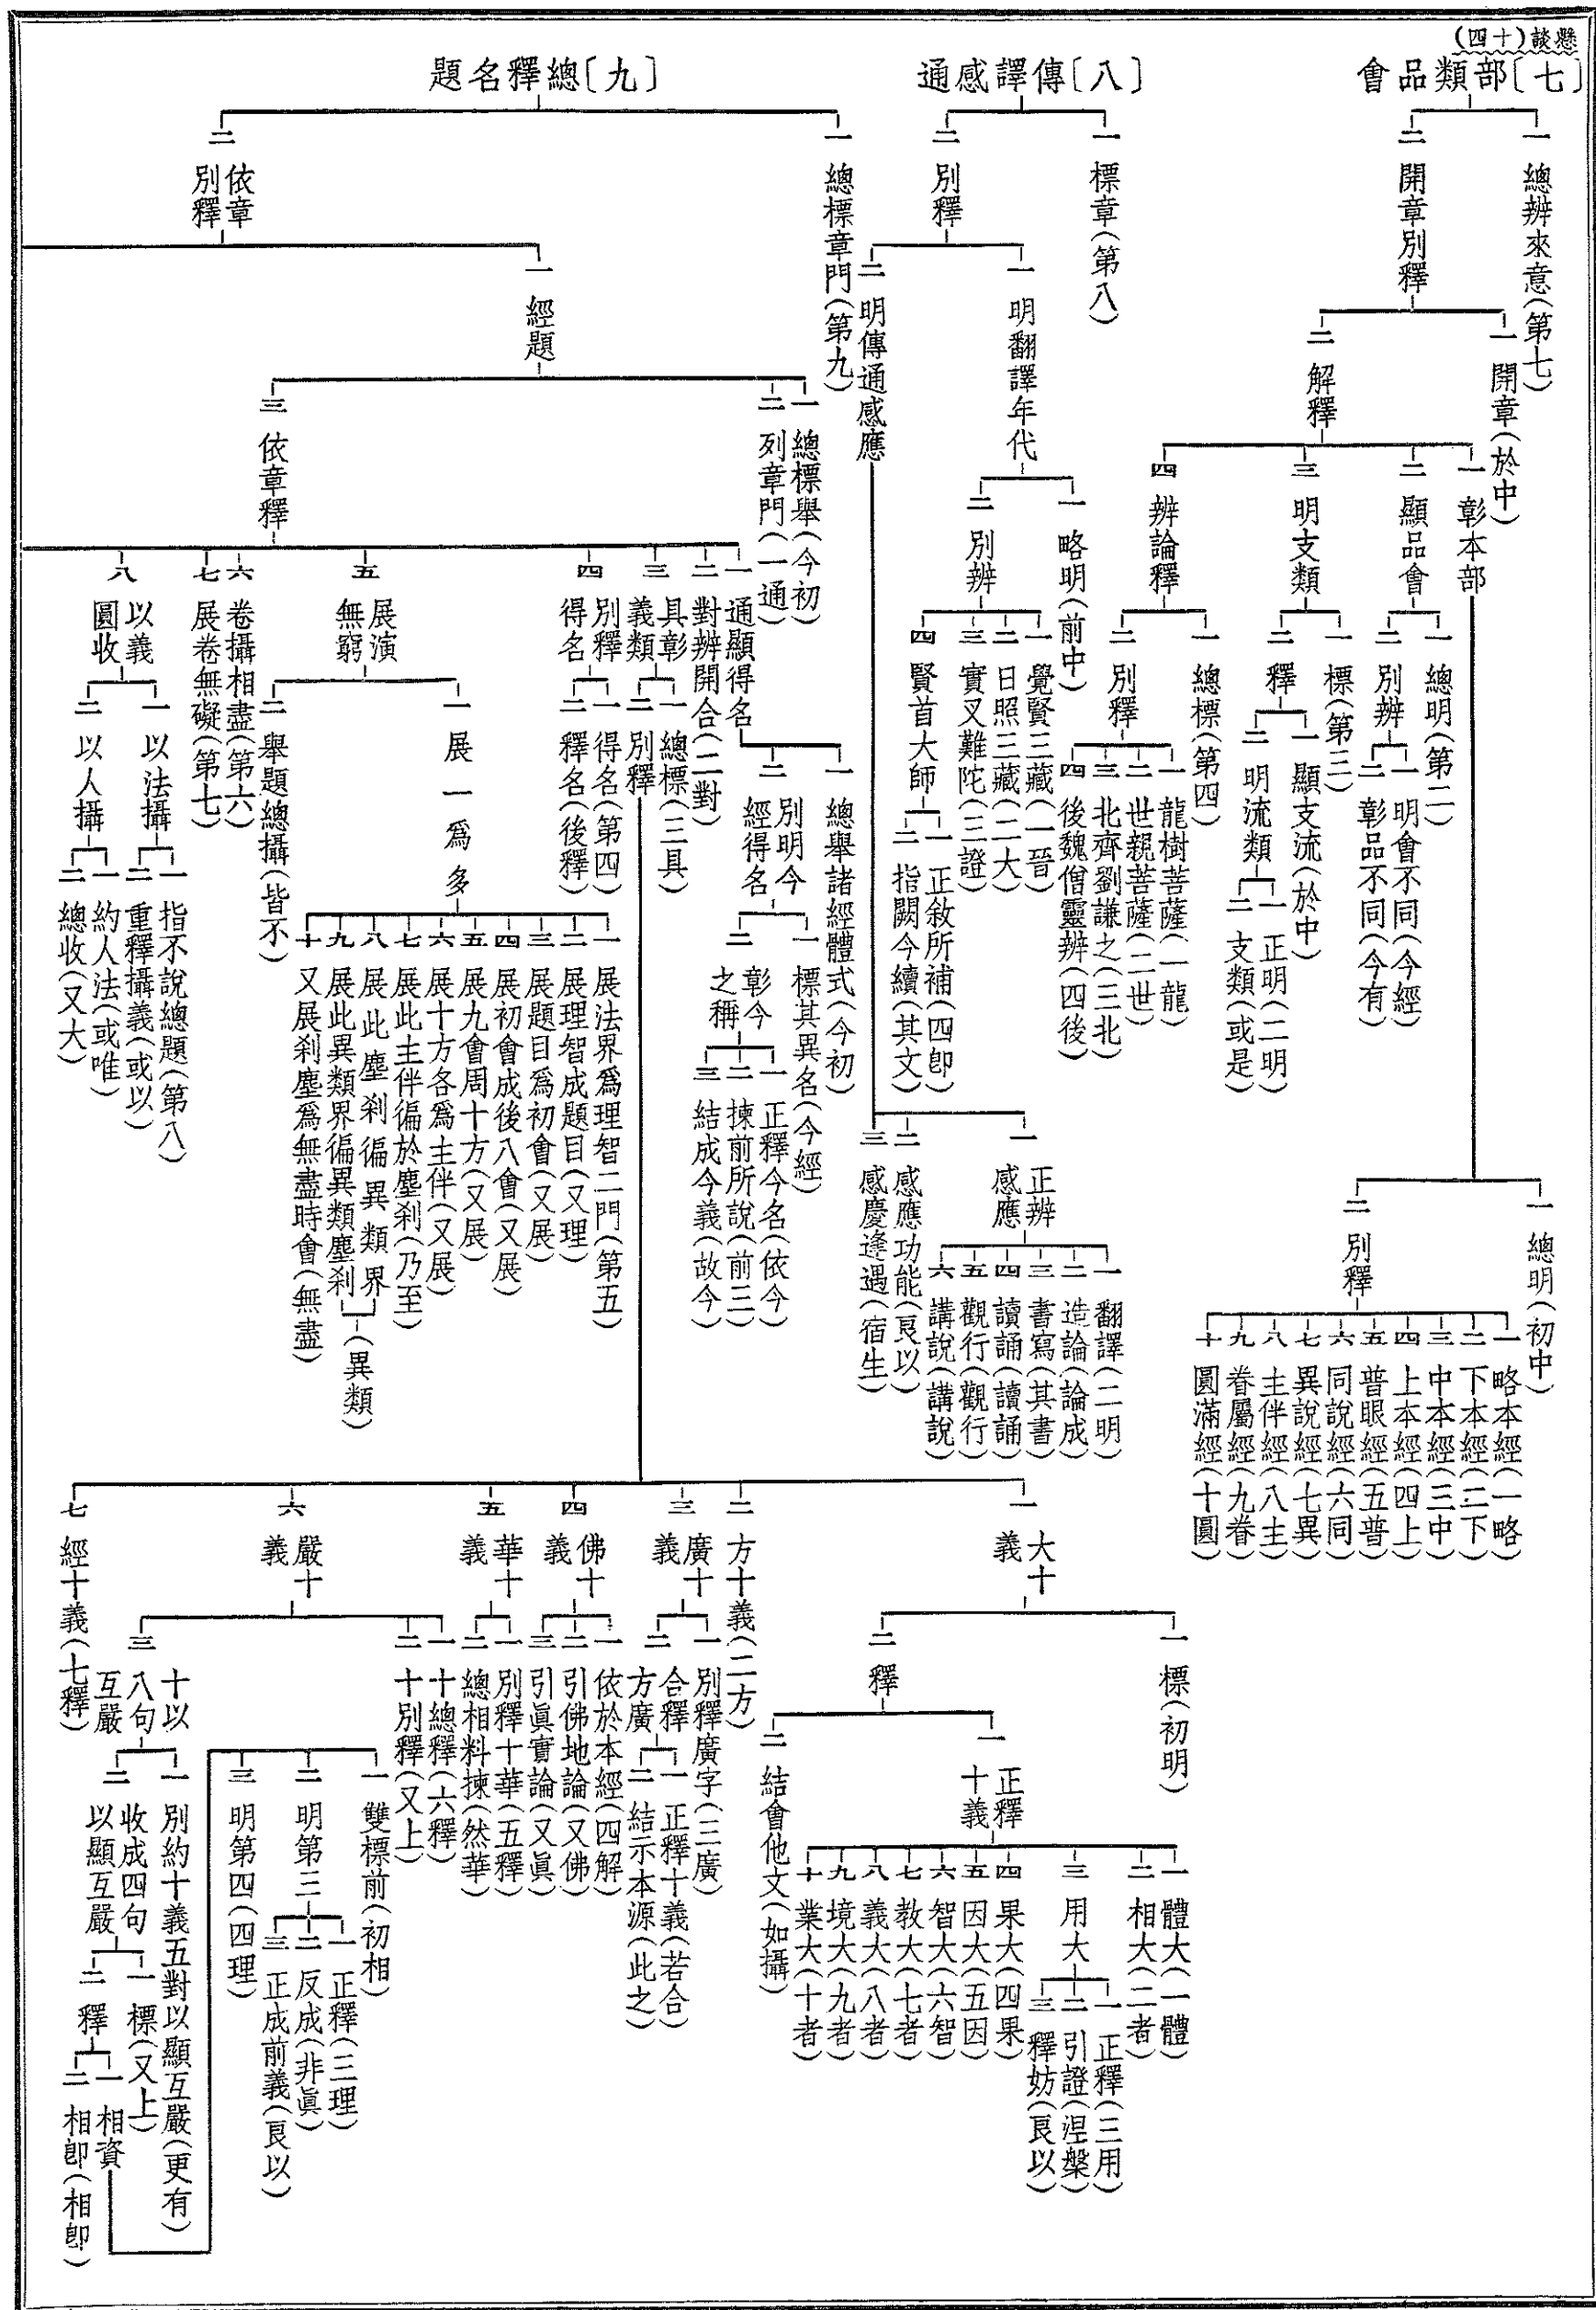 懸談(十四)
〔七〕部類品會
一 總辨來意(第七)
二 開章別釋
一 開章(於中)
二 解釋
一 彰本部
一 總明(初中)
二 別釋
一 略本經(一略)
二 下本經(二下)
三 中本經(三中)
四 上本經(四上)
五 普眼經(五普)
六 同說經(六同)
七 異說經(七異)
八 主伴經(八主)
九 眷屬經(九眷)
十 圓滿經(十圓)
二 顯品會
一 總明(第二)
二 別辨
一 明會不同(今經)
二 彰品不同(今有)
三 明支類
一 標(第三)
二 釋
一 顯支流(於中)
二 明流類
一 正明(二明)
二 支類(或是)
四 辨論釋
一 總標(第四)
二 別釋
一 龍樹菩薩(一龍)
二 世親菩薩(二世)
三 北齊劉謙之(三北)
四 後魏僧靈辨(四後)
〔八〕傳譯感通
一 標章(第八)
二 別釋
一 明翻譯年代
一 略明(前中)
二 別辨
一 覺賢三藏(一晉)
二 日照三藏(二大)
三 實叉難陀(三證)
四 賢首大師
一 正敘所補(四卽)
二 指闕今續(其文)
二 明傳通感應
一 正辨感應
一 翻譯(二明)
二 造論(論成)
三 書寫(其書)
四 讀誦(讀誦)
五 觀行(觀行)
六 講說(講說)
二 感應功能(良以)
三 感慶逢遇(宿生)
〔九〕總釋名題
一 總標章門(第九)
二 依章別釋
一 經題
一 總標舉(今初)
二 列章門(一通)
三 依章釋
一 通顯得名
一 總舉諸經體式(今初)
二 別明今經得名
一 標其異名(今經)
二 彰今之稱
一 正釋今名(依今)
二 揀前所說(前三)
三 結成今義(故今)
二 對辨開合(二對)
三 具彰義類
一 總標(三具)
二 別釋
一 大十義
一 標(初明)
二 釋
一 正釋十義
一 體大(一體)
二 相大(二者)
三 用大
一 正釋(三用)
二 引證(涅槃)
三 釋妨(良以)
四 果大(四果)
五 因大(五因)
六 智大(六智)
七 教大(七者)
八 義大(八者)
九 境大(九者)
十 業大(十者)
二 結會他文(如攝)
二 方十義(二方)
三 廣十義
一 別釋廣字(三廣)
二 合釋方廣
一 正釋十義(若合)
二 結示本源(此之)
四 佛十義
一 依於本經(四解)
二 引佛地論(又佛)
三 引眞實論(又眞)
五 華十義
一 別釋十華(五釋)
二 總相料揀(然華)
六 嚴十義
一 十總釋(六釋)
二 十別釋(又上)
三 十以八句互嚴
一 別約十義五對以顯互嚴(更有)
二 收成四句以顯互嚴
一 標(又上)
二 釋
一 相資
一 雙標前(初相)
二 明第三
一 正釋(三理)
二 反成(非眞)
三 正成前義(良以)
三 明第四(四理)
二 相卽(相卽)
七 經十義(七釋)
四 別釋得名
一 得名(第四)
二 釋名(後釋)
五 展演無窮
一 展一爲多
一 展法界爲理智二門(第五)
二 展理智成題目(又理)
三 展題目爲初會(又展)
四 展初會成後八會(又展)
五 展九會周十方(又展)
六 展十方各爲主伴(又展)
七 展此主伴徧於塵刹(乃至)
八 展此塵刹徧異類界
九 展此異類界徧異類塵刹
(異類)
十 又展刹塵爲無盡時會(無盡)
二 舉題總攝(皆不)
六 卷攝相盡(第六)
七 展卷無礙(第七)
八 以義圓收
一 以法攝
一 指不說總題(第八)
二 重釋攝義(或以)
二 以人攝
一 約人法(或唯)
二 總收(又大)